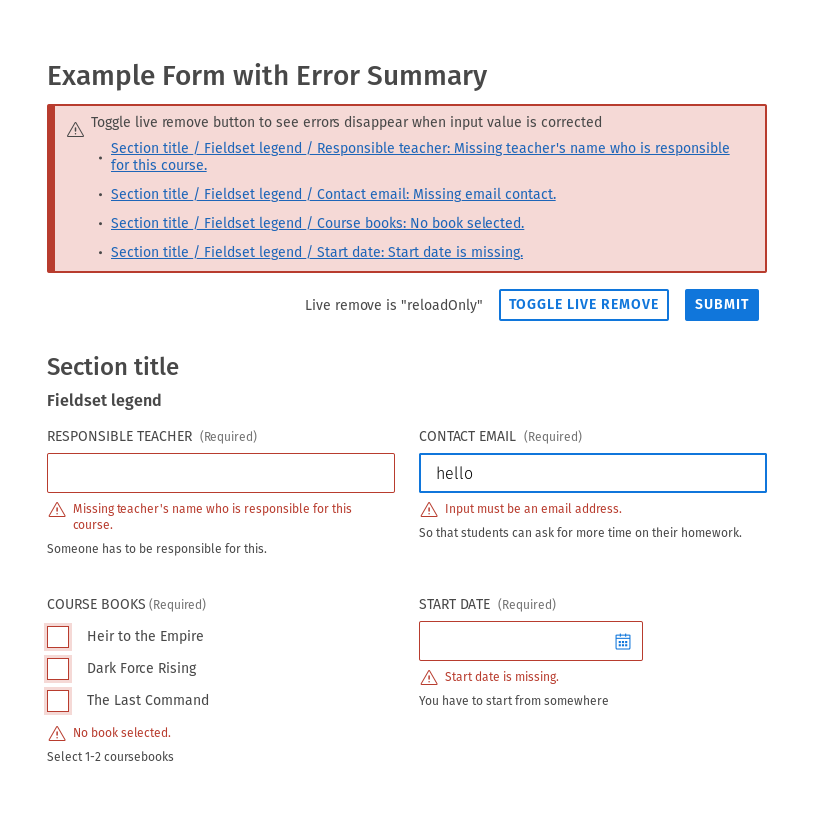 Example Form with Error Summary
Toggle live remove button to see errors disappear when input value is corrected
Section title / Fieldset legend / Responsible teacher: Missing teacher's name who is responsible
for this course.
Section title / Fieldset legend / Contact email: Missing email contact.
Section title / Fieldset legend / Course books: No book selected.
Section title / Fieldset legend / Start date: Start date is missing.
Live remove is "reloadOnly" TOGGLE LIVE REMOVE SUBMIT
Section title
Fieldset legend
RESPONSIBLE TEACHER (Required)
Missing teacher's name who is responsible for this
course.
Someone has to be responsible for this.
CONTACT EMAIL (Required)
hello
Input must be an email address.
So that students can ask for more time on their homework.
COURSE BOOKS (Required)
Heir to the Empire
Dark Force Rising
The Last Command
No book selected.
Select 1-2 coursebooks
START DATE (Required)
Start date is missing.
You have to start from somewhere